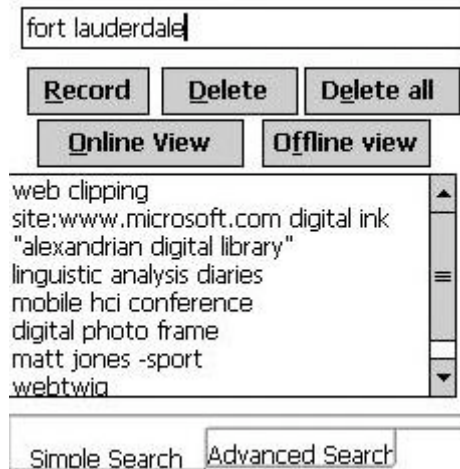 fort lauderdale
Record Delete Delete all
Online View Offline view
web clipping
site:www.microsoft.com digital ink
"alexandrian digital library"
linguistic analysis diaries
mobile hci conference
digital photo frame
matt jones -sport
webtwig
Simple Search Advanced Search